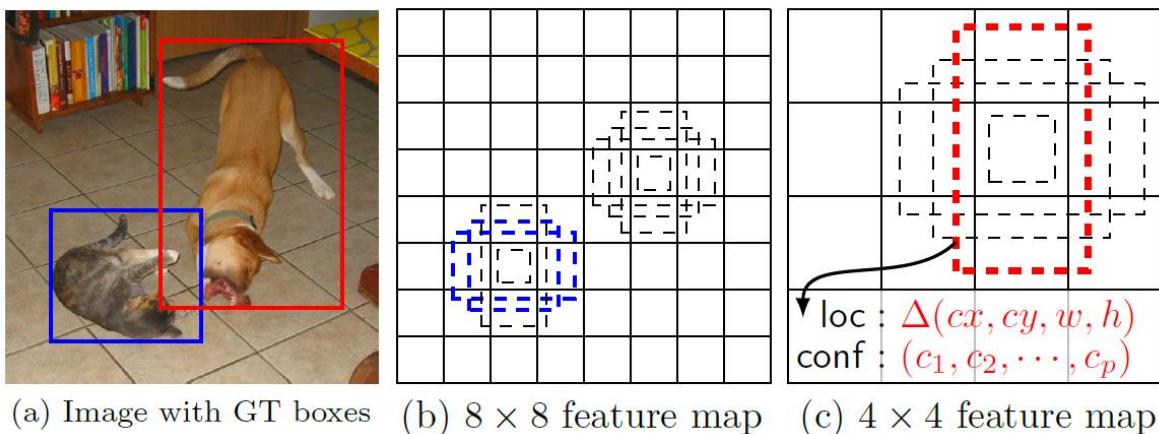 loc : Δ(cx, cy, w, h)
conf : (c₁, c₂, ⋯, cₚ)
(a) Image with GT boxes
(b) 8 × 8 feature map
(c) 4 × 4 feature map